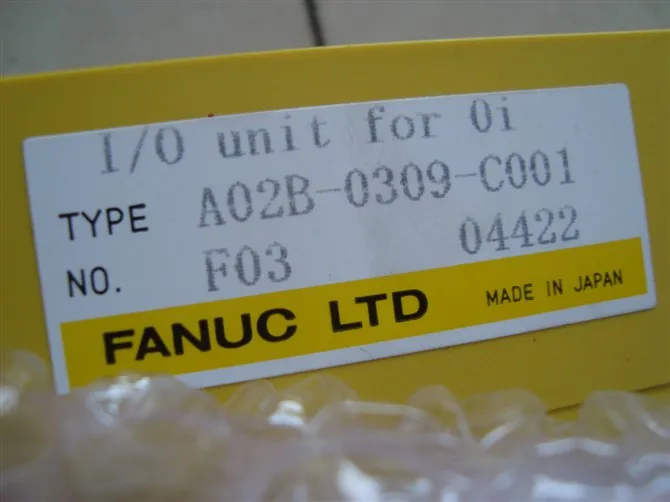 I/O unit for 0i
TYPE A02B-0309-C001
NO. F03 04422
FANUC LTD MADE IN JAPAN